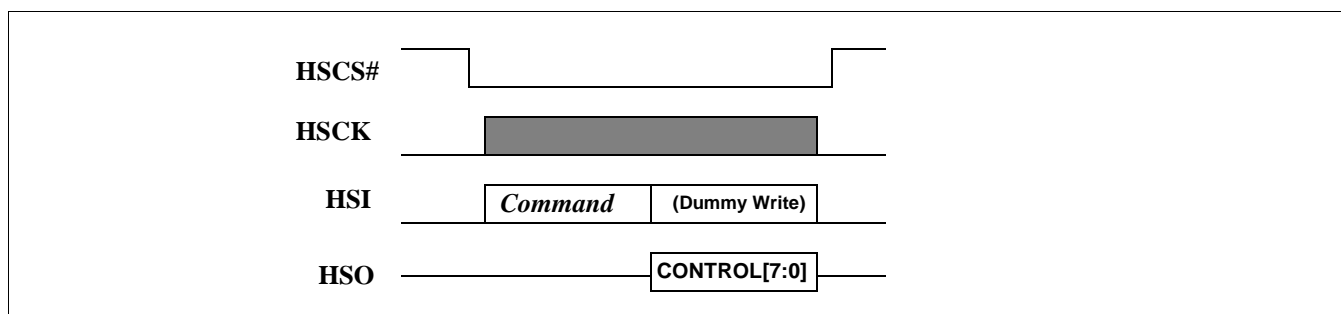 HSCS#
HSCK
HSI Command (Dummy Write)
HSO CONTROL[7:0]